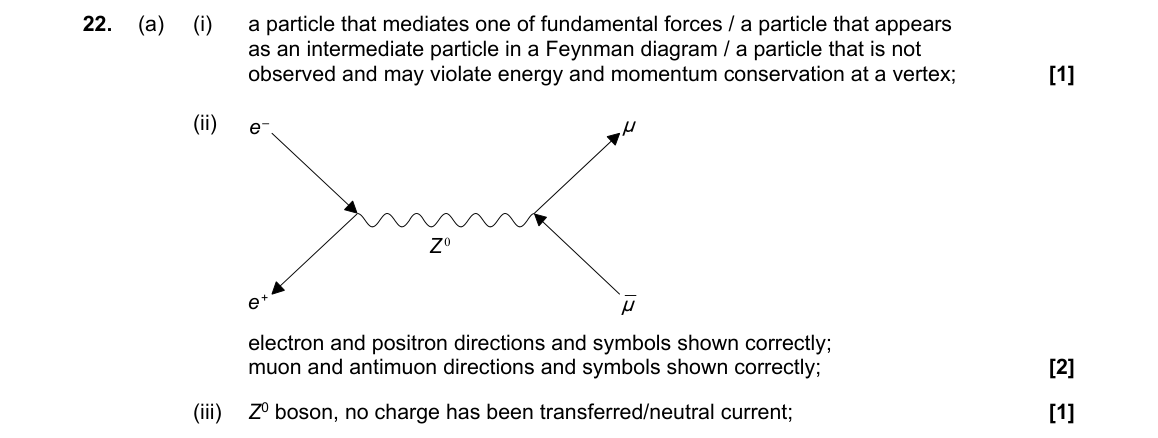 22. (a) (i) a particle that mediates one of fundamental forces / a particle that appears
as an intermediate particle in a Feynman diagram / a particle that is not
observed and may violate energy and momentum conservation at a vertex; [1]
(ii) e⁻ μ
Z⁰
e⁺ μ̅
electron and positron directions and symbols shown correctly;
muon and antimuon directions and symbols shown correctly; [2]
(iii) Z⁰ boson, no charge has been transferred/neutral current; [1]